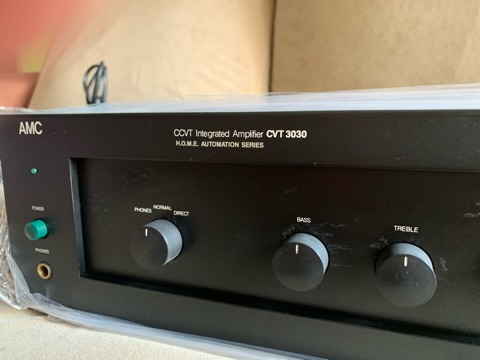 AMC
CCVT Integrated Amplifier CVT 3030
H.O.M.E. AUTOMATION SERIES
POWER
PHONES
PHONES
NORMAL
DIRECT
BASS
TREBLE